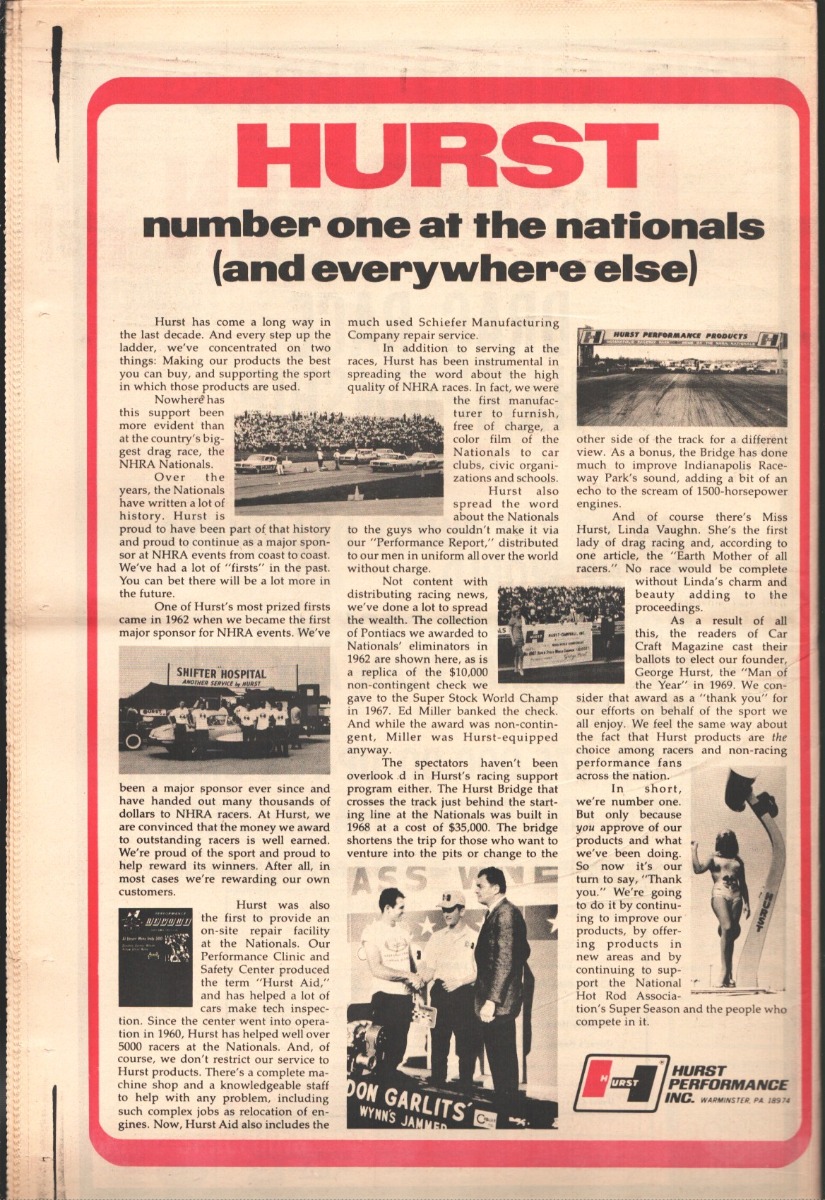 HURST
number one at the nationals
(and everywhere else)
Hurst has come a long way in
the last decade. And every step up the
ladder, we've concentrated on two
things: Making our products the best
you can buy, and supporting the sport
in which those products are used.
Nowhere has
this support been
more evident than
at the country's big-
gest drag race, the
NHRA Nationals.
Over the
years, the Nationals
have written a lot of
history. Hurst is
proud to have been part of that history
and proud to continue as a major spon-
sor at NHRA events from coast to coast.
We've had a lot of "firsts" in the past.
You can bet there will be a lot more in
the future.
One of Hurst's most prized firsts
came in 1962 when we became the first
major sponsor for NHRA events. We've
SHIFTER HOSPITAL
ANOTHER SERVICE by HURST
been a major sponsor ever since and
have handed out many thousands of
dollars to NHRA racers. At Hurst, we
are convinced that the money we award
to outstanding racers is well earned.
We're proud of the sport and proud to
help reward its winners. After all, in
most cases we're rewarding our own
customers.
Hurst was also
the first to provide an
on-site repair facility
at the Nationals. Our
Performance Clinic and
Safety Center produced
the term "Hurst Aid,"
and has helped a lot of
cars make tech inspec-
tion. Since the center went into opera-
tion in 1960, Hurst has helped well over
5000 racers at the Nationals. And, of
course, we don't restrict our service to
Hurst products. There's a complete ma-
chine shop and a knowledgeable staff
to help with any problem, including
such complex jobs as relocation of en-
gines. Now, Hurst Aid also includes the
much used Schiefer Manufacturing
Company repair service.
In addition to serving at the
races, Hurst has been instrumental in
spreading the word about the high
quality of NHRA races. In fact, we were
the first manufac-
turer to furnish,
free of charge, a
color film of the
Nationals to car
clubs, civic organi-
zations and schools.
Hurst also
spread the word
about the Nationals
to the guys who couldn't make it via
our "Performance Report," distributed
to our men in uniform all over the world
without charge.
Not content with
distributing racing news,
we've done a lot to spread
the wealth. The collection
of Pontiacs we awarded to
Nationals' eliminators in
1962 are shown here, as is
a replica of the $10,000
non-contingent check we
gave to the Super Stock World Champ
in 1967. Ed Miller banked the check.
And while the award was non-contin-
gent, Miller was Hurst-equipped
anyway.
The spectators haven't been
overlook d in Hurst's racing support
program either. The Hurst Bridge that
crosses the track just behind the start-
ing line at the Nationals was built in
1968 at a cost of $35,000. The bridge
shortens the trip for those who want to
venture into the pits or change to the
DON GARLITS'
WYNN'S JAMMER
HURST PERFORMANCE PRODUCTS
other side of the track for a different
view. As a bonus, the Bridge has done
much to improve Indianapolis Race-
way Park's sound, adding a bit of an
echo to the scream of 1500-horsepower
engines.
And of course there's Miss
Hurst, Linda Vaughn. She's the first
lady of drag racing and, according to
one article, the "Earth Mother of all
racers." No race would be complete
without Linda's charm and
beauty adding to the
proceedings.
As a result of all
this, the readers of Car
Craft Magazine cast their
ballots to elect our founder,
George Hurst, the "Man of
the Year" in 1969. We con-
sider that award as a "thank you" for
our efforts on behalf of the sport we
all enjoy. We feel the same way about
the fact that Hurst products are the
choice among racers and non-racing
performance fans
across the nation.
In short,
we're number one.
But only because
you approve of our
products and what
we've been doing.
So now it's our
turn to say, "Thank
you." We're going
to do it by continu-
ing to improve our
products, by offer-
ing products in
new areas and by
continuing to sup-
port the National
Hot Rod Associa-
tion's Super Season and the people who
compete in it.
HURST
HURST
HURST
PERFORMANCE
INC. WARMINSTER, PA. 18974